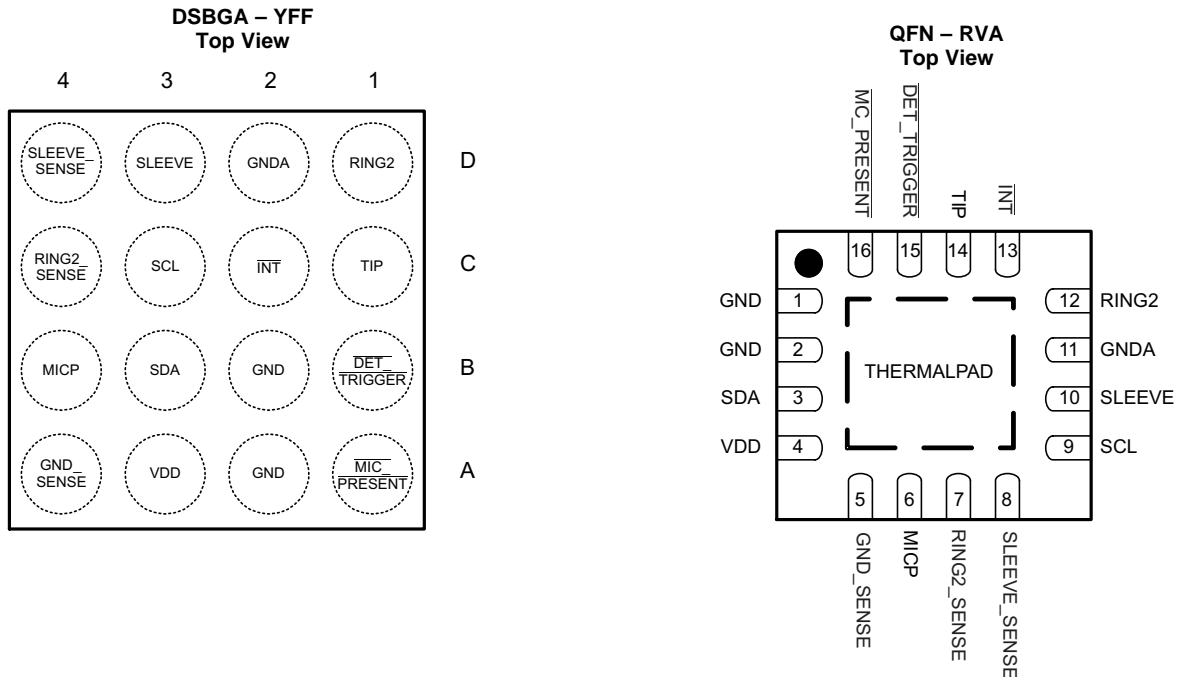 DSBGA – YFF
Top View
4 3 2 1
SLEEVE_
SENSE
SLEEVE
GNDA
RING2
D
RING2_
SENSE
SCL
INT
TIP
C
MICP
SDA
GND
DET_
TRIGGER
B
GND_
SENSE
VDD
GND
MIC_
PRESENT
A
QFN – RVA
Top View
MC_PRESENT
DET_TRIGGER
TIP
INT
16 15 14 13
GND 1
GND 2
SDA 3
VDD 4
THERMALPAD
12 RING2
11 GNDA
10 SLEEVE
9 SCL
5 6 7 8
GND_SENSE
MICP
RING2_SENSE
SLEEVE_SENSE